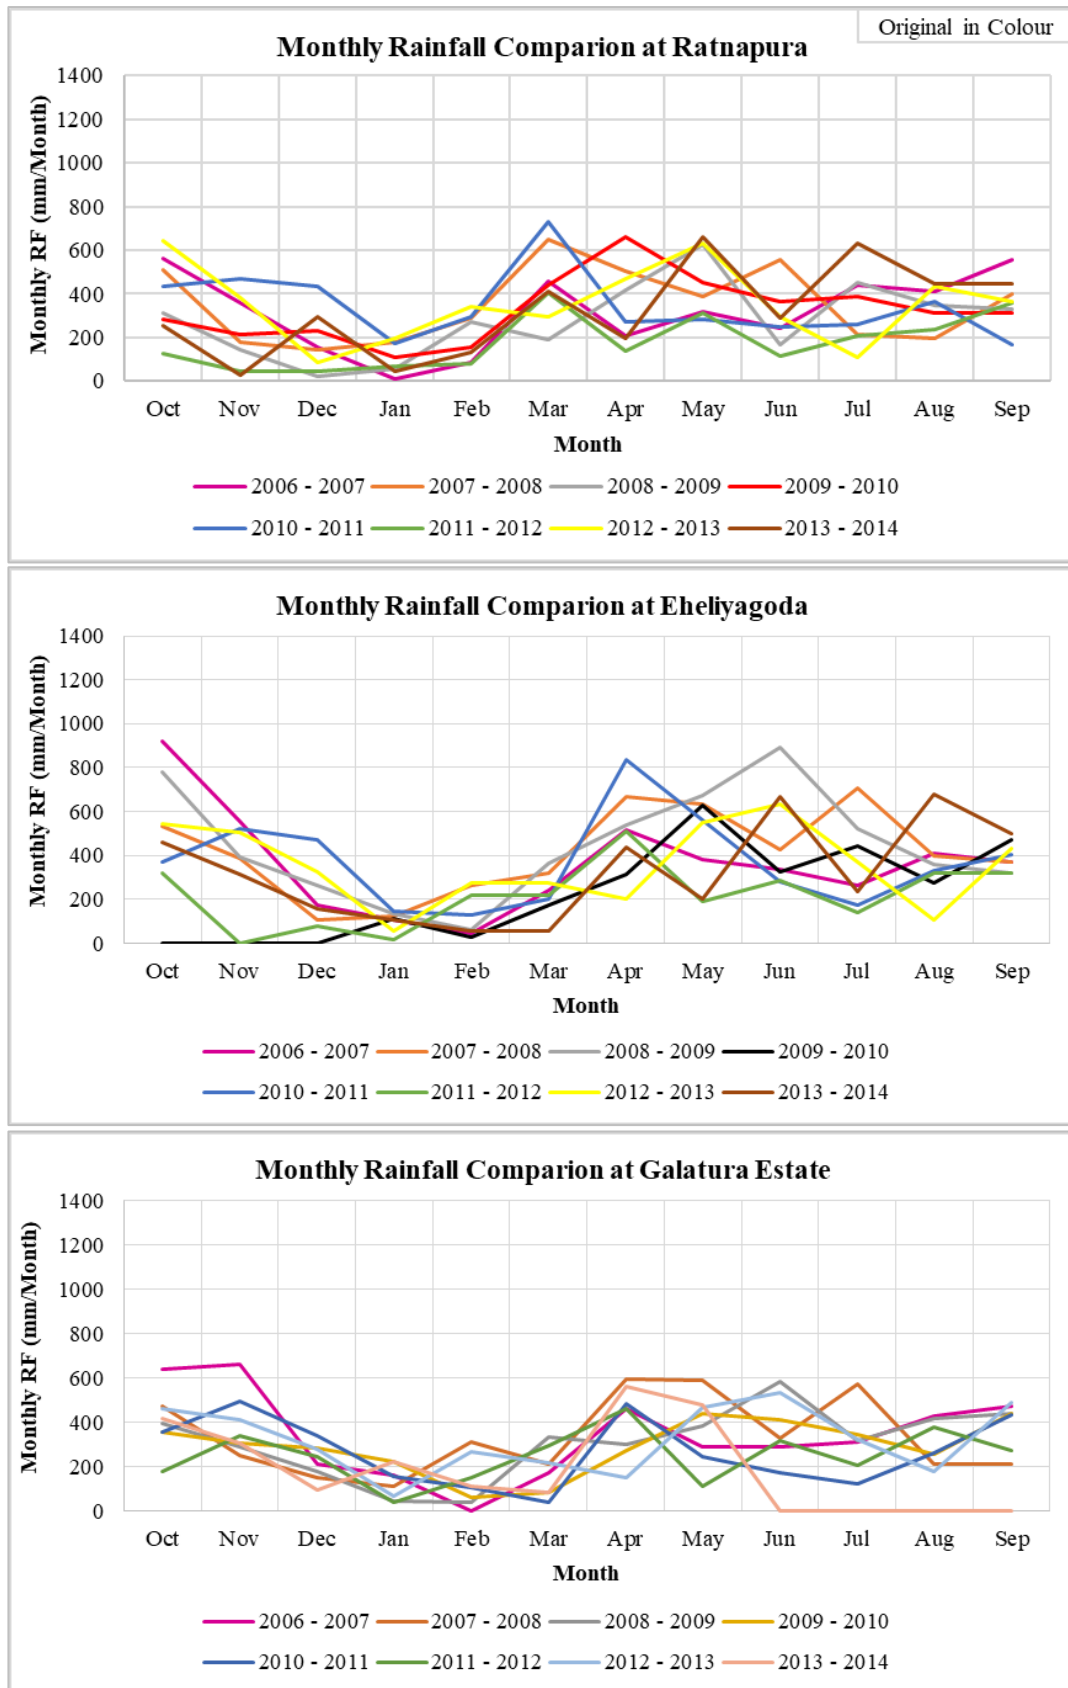 Original in Colour
Monthly Rainfall Comparion at Ratnapura
Monthly RF (mm/Month)
1400
1200
1000
800
600
400
200
0
Oct Nov Dec Jan Feb Mar Apr May Jun Jul Aug Sep
Month
2006 - 2007 2007 - 2008 2008 - 2009 2009 - 2010
2010 - 2011 2011 - 2012 2012 - 2013 2013 - 2014
Monthly Rainfall Comparion at Eheliyagoda
Monthly RF (mm/Month)
1400
1200
1000
800
600
400
200
0
Oct Nov Dec Jan Feb Mar Apr May Jun Jul Aug Sep
Month
2006 - 2007 2007 - 2008 2008 - 2009 2009 - 2010
2010 - 2011 2011 - 2012 2012 - 2013 2013 - 2014
Monthly Rainfall Comparion at Galatura Estate
Monthly RF (mm/Month)
1400
1200
1000
800
600
400
200
0
Oct Nov Dec Jan Feb Mar Apr May Jun Jul Aug Sep
Month
2006 - 2007 2007 - 2008 2008 - 2009 2009 - 2010
2010 - 2011 2011 - 2012 2012 - 2013 2013 - 2014